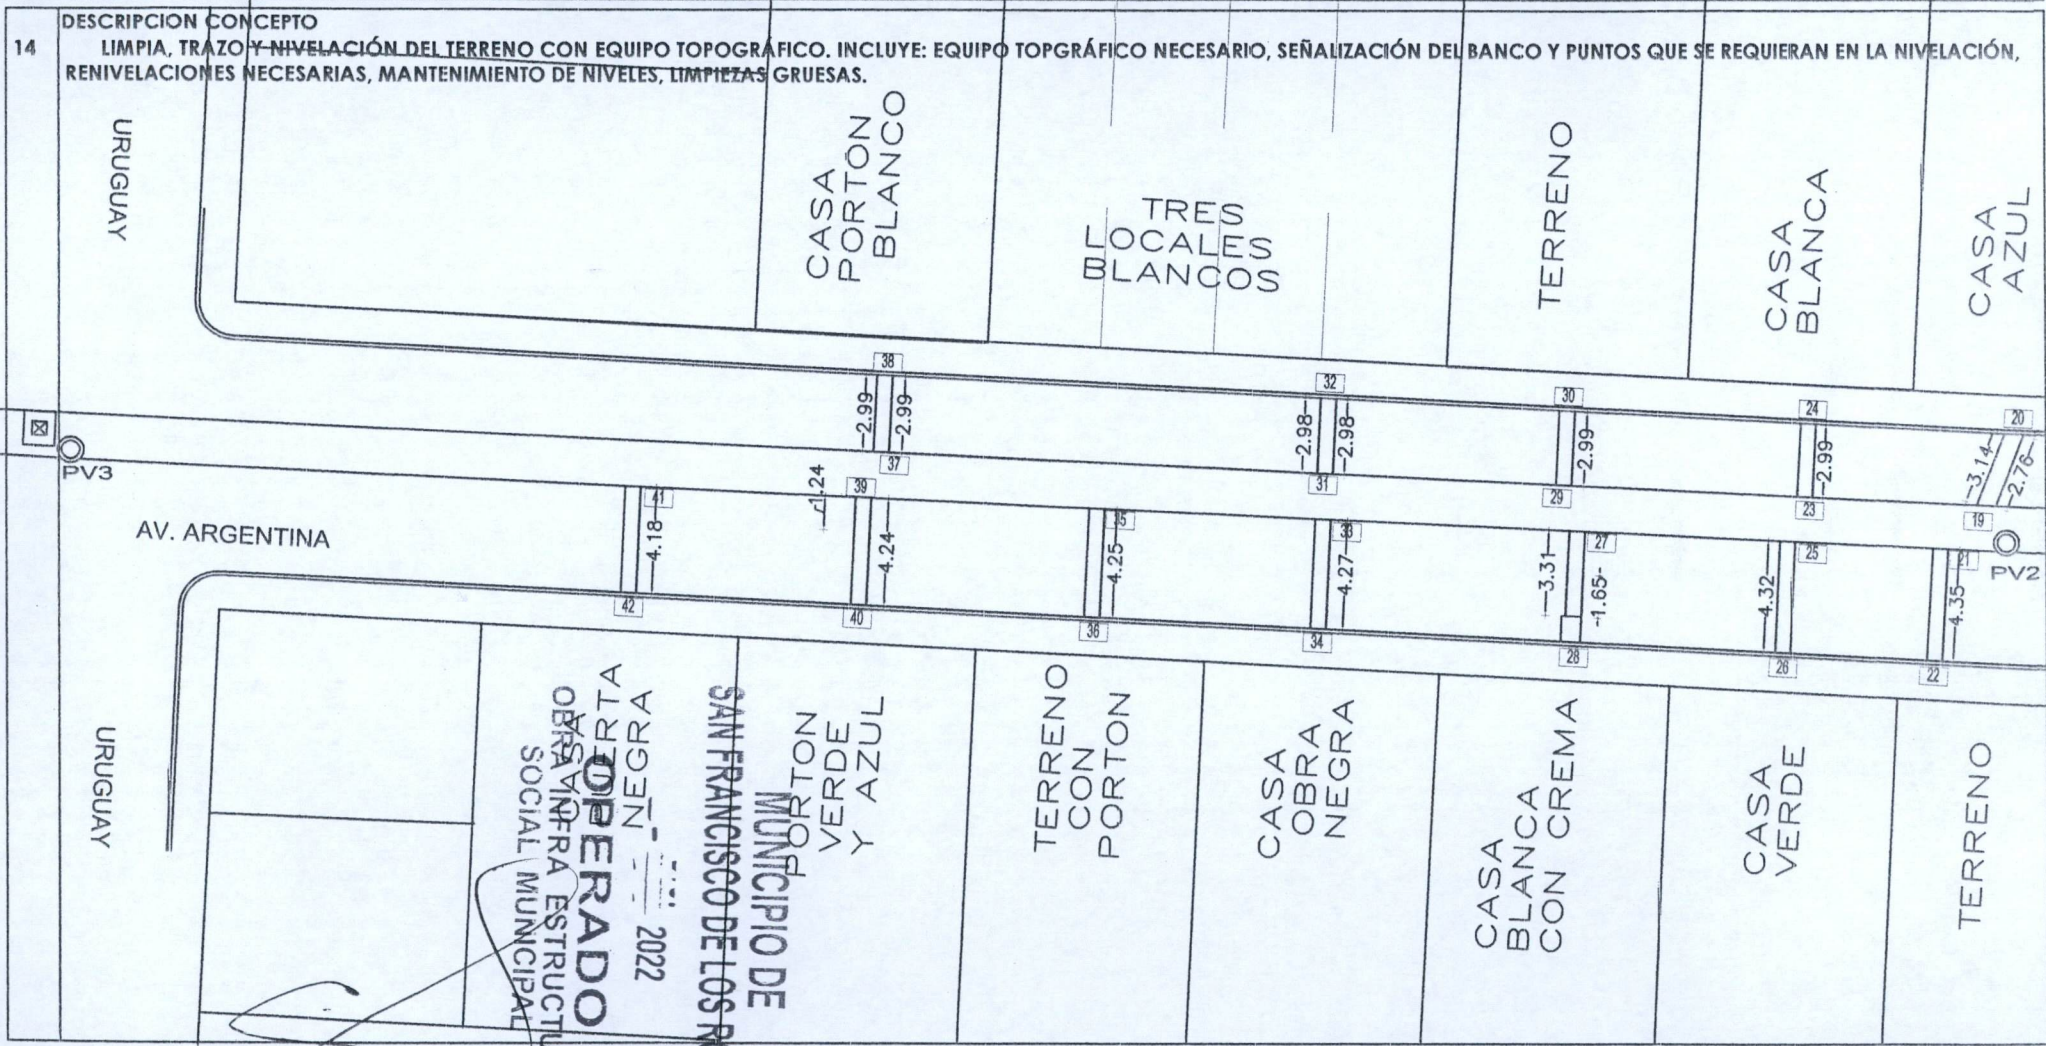 DESCRIPCION CONCEPTO
14 LIMPIA, TRAZO Y NIVELACIÓN DEL TERRENO CON EQUIPO TOPOGRÁFICO. INCLUYE: EQUIPO TOPGRÁFICO NECESARIO, SEÑALIZACIÓN DEL BANCO Y PUNTOS QUE SE REQUIERAN EN LA NIVELACIÓN,
RENIVELACIONES NECESARIAS, MANTENIMIENTO DE NIVELES, LIMPIEZAS GRUESAS.
URUGUAY
CASA
PORTÓN
BLANCO
TRES
LOCALES
BLANCOS
TERRENO
CASA
BLANCA
CASA
AZUL
38
32
30
24
20
2.99
2.99
2.98
2.98
2.99
2.99
3.14
2.76
37
31
29
23
19
PV3
AV. ARGENTINA
PV2
41
39
35
33
27
25
21
4.18
1.24
4.24
4.25
4.27
3.31
1.65
4.32
4.35
42
40
36
34
28
26
22
URUGUAY
CASA
PUERTA
NEGRA
PORTON
VERDE
Y AZUL
TERRENO
CON
PORTON
CASA
OBRA
NEGRA
CASA
BLANCA
CON CREMA
CASA
VERDE
TERRENO
MUNICIPIO DE
SAN FRANCISCO DE LOS R
2022
OPERADO
OBRA INFRA ESTRUCTU
SOCIAL MUNICIPAL